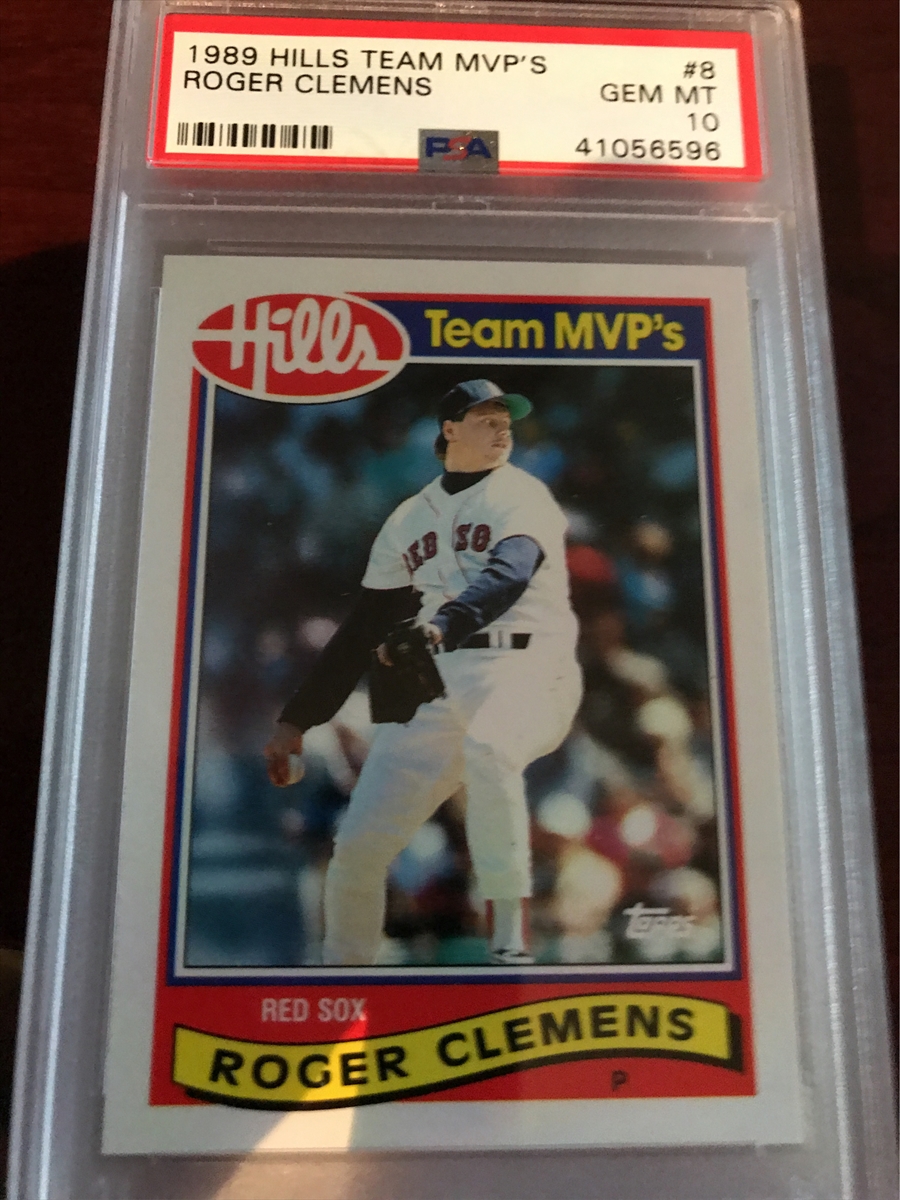 1989 HILLS TEAM MVP'S #8
ROGER CLEMENS GEM MT
10
PSA 41056596
Hills Team MVP's
RED SO
Topps
RED SOX
ROGER CLEMENS
P